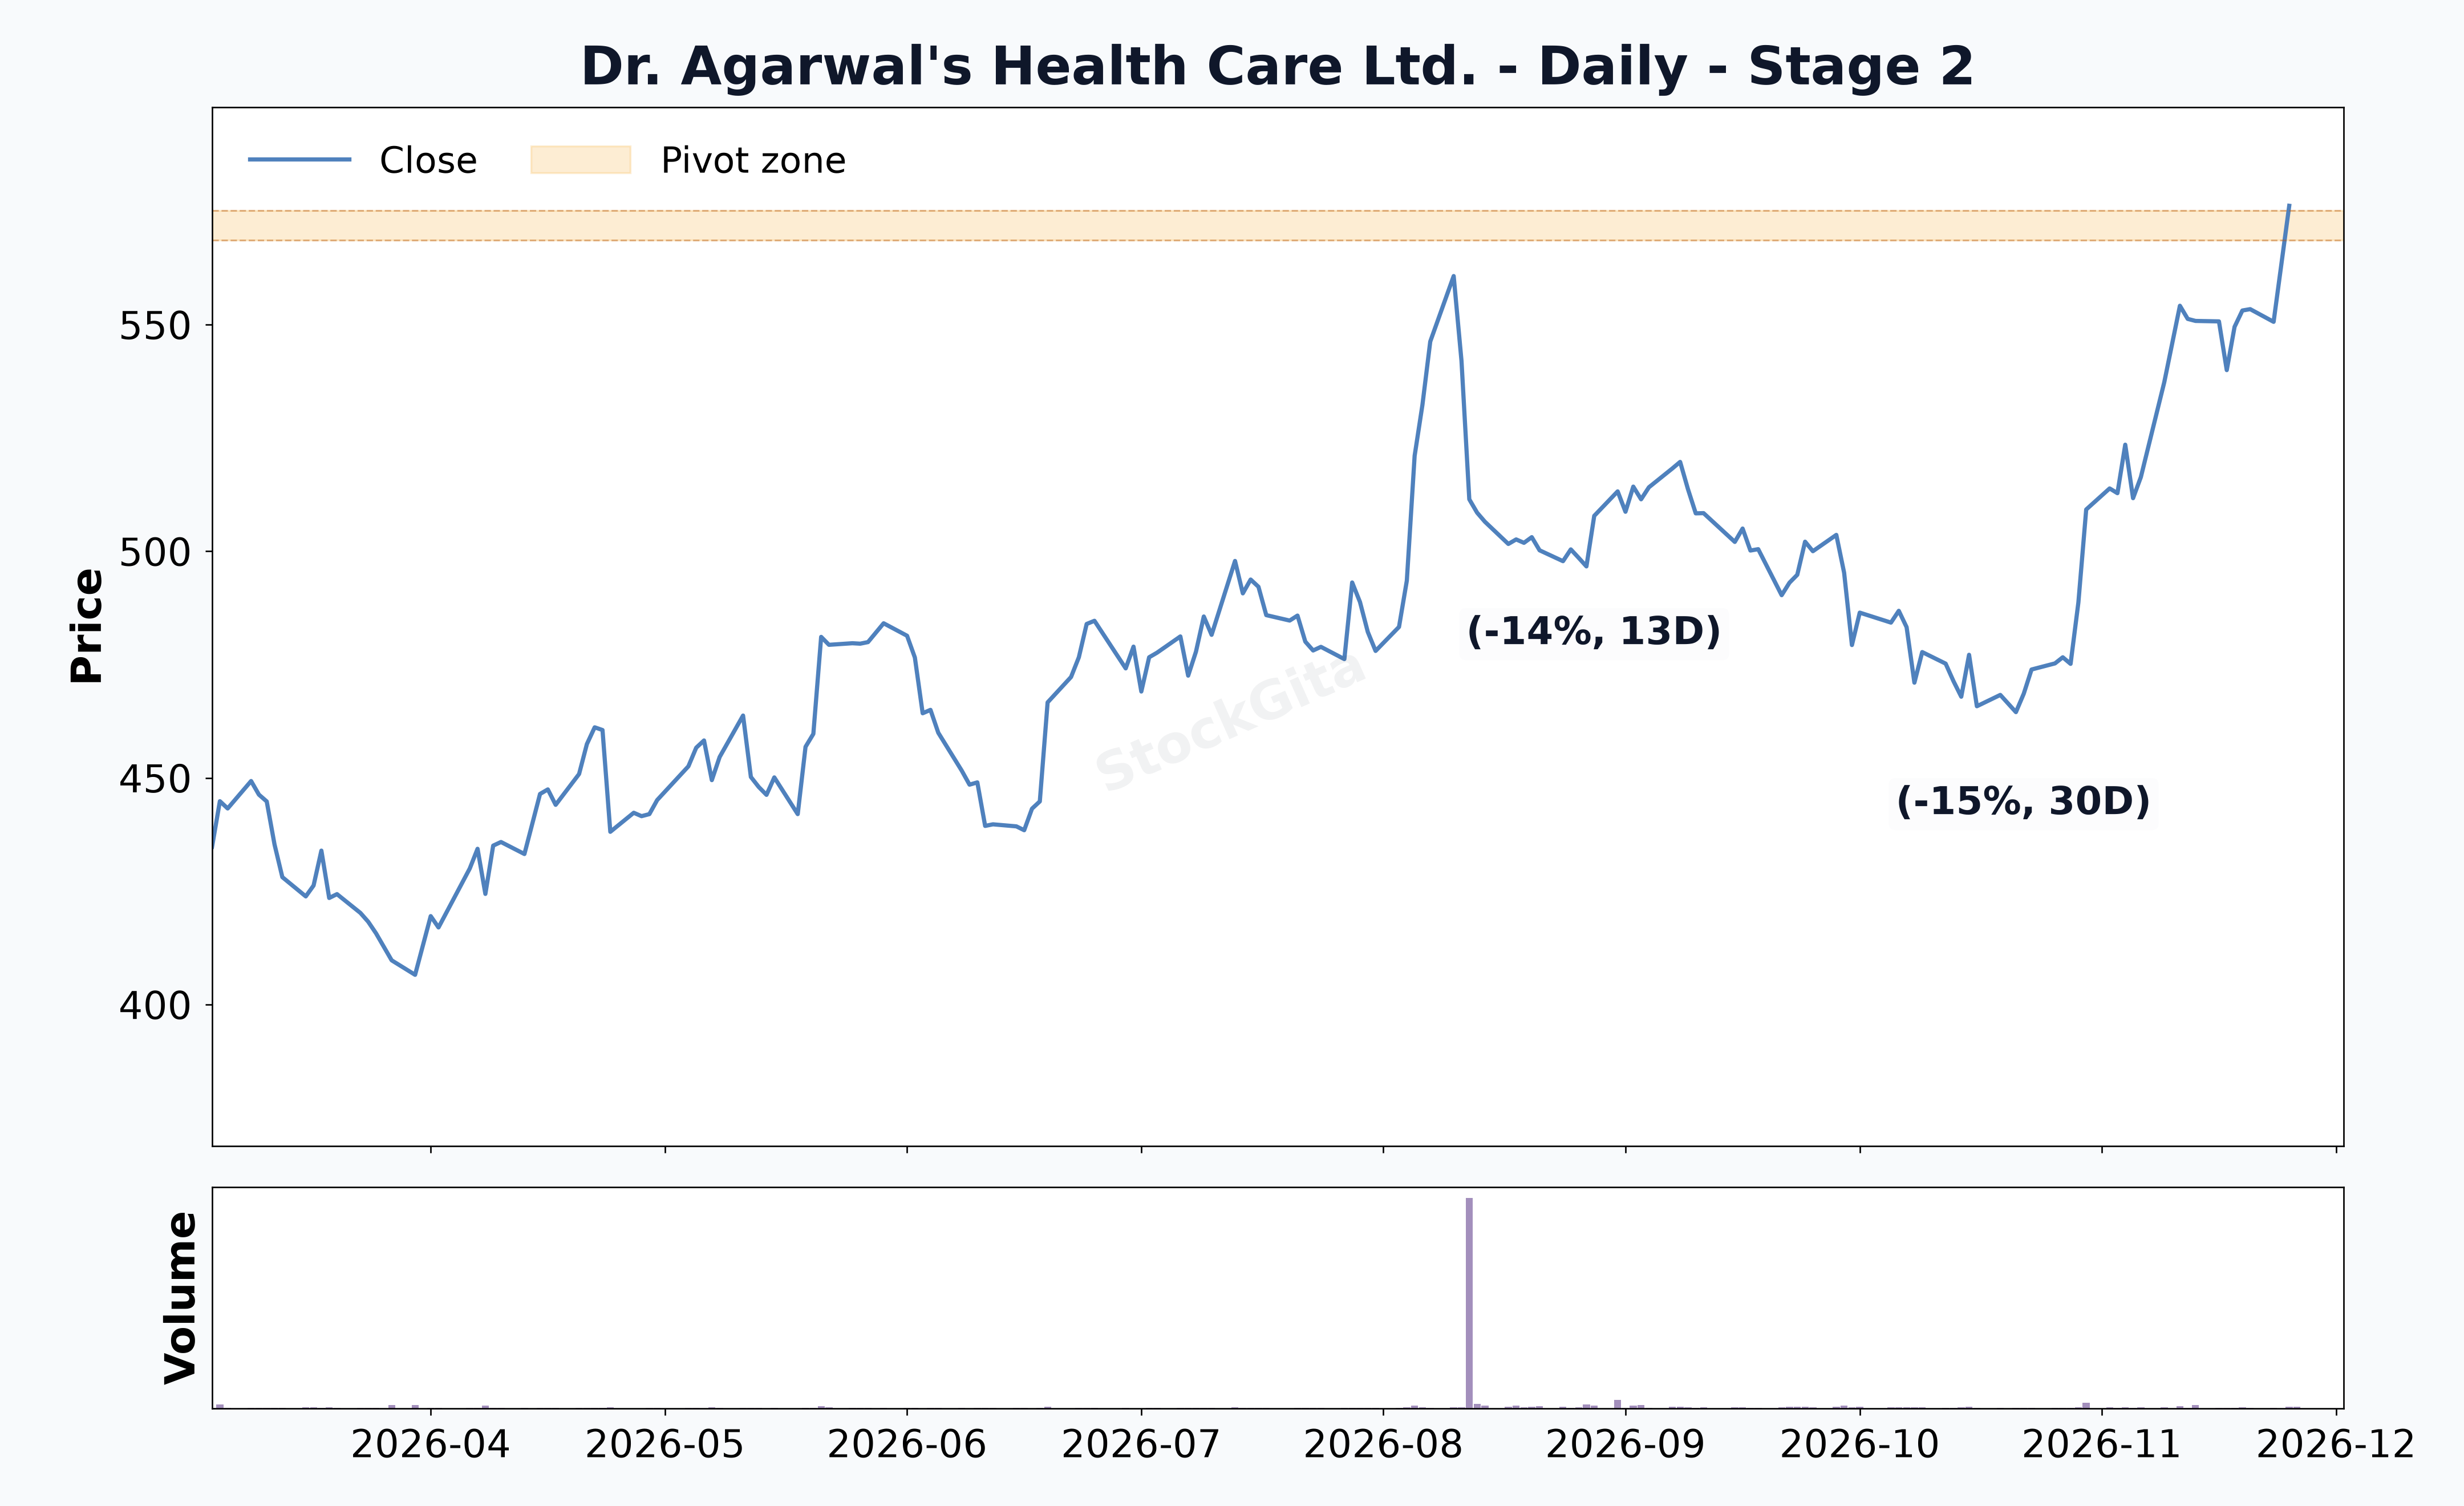 Dr. Agarwal's Health Care Ltd. - Daily - Stage 2
Close
Pivot zone
550
500
450
400
Price
(-14%, 13D)
(-15%, 30D)
StockGita
Volume
2026-04
2026-05
2026-06
2026-07
2026-08
2026-09
2026-10
2026-11
2026-12